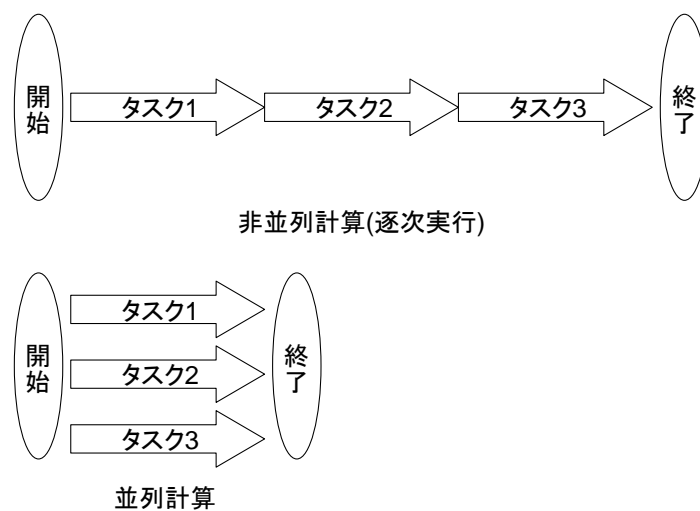 開始
タスク1
タスク2
タスク3
終了
非並列計算(逐次実行)
開始
タスク1
タスク2
タスク3
終了
並列計算